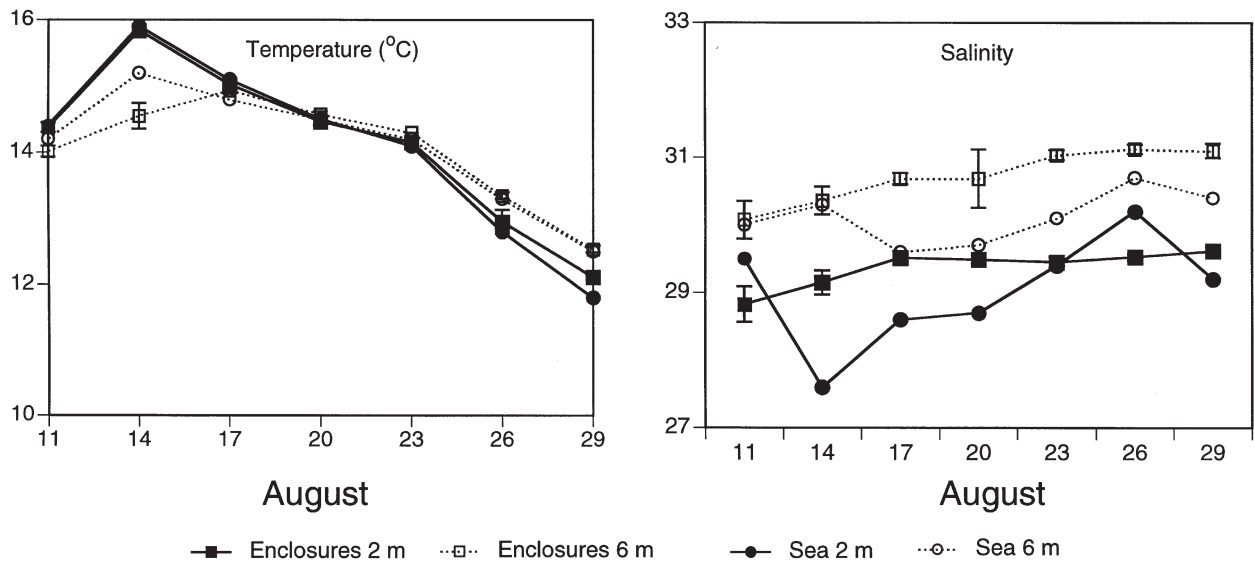 Temperature (°C)
16
14
12
10
11 14 17 20 23 26 29
August
Salinity
33
31
29
27
11 14 17 20 23 26 29
August
Enclosures 2 m Enclosures 6 m Sea 2 m Sea 6 m